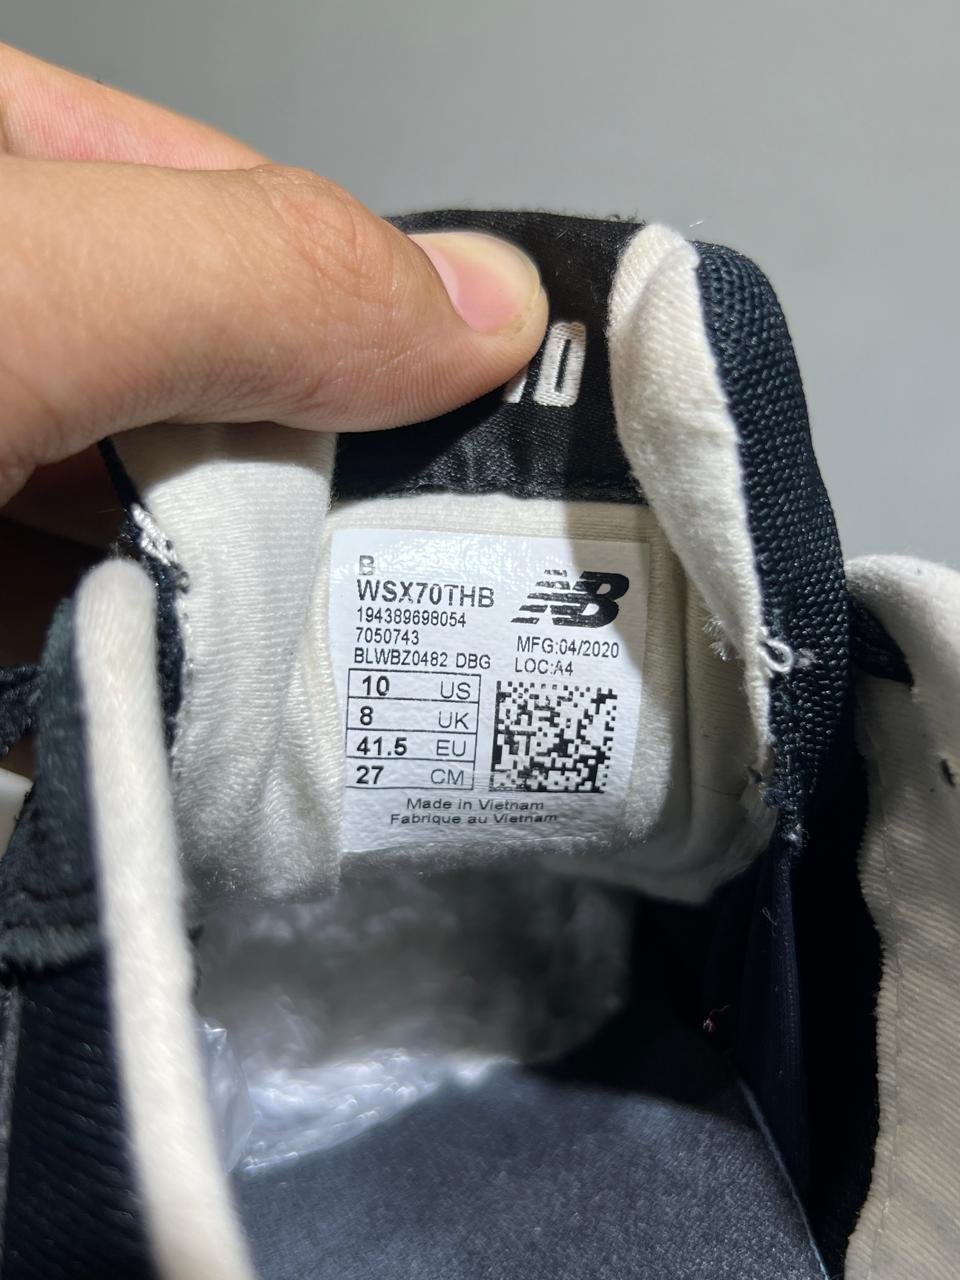 B
WSX70THB
194389698054
7050743
BLWBZ0482 DBG
NB
MFG:04/2020
LOC:A4
10 US
8 UK
41.5 EU
27 CM
Made in Vietnam
Fabrique au Vietnam